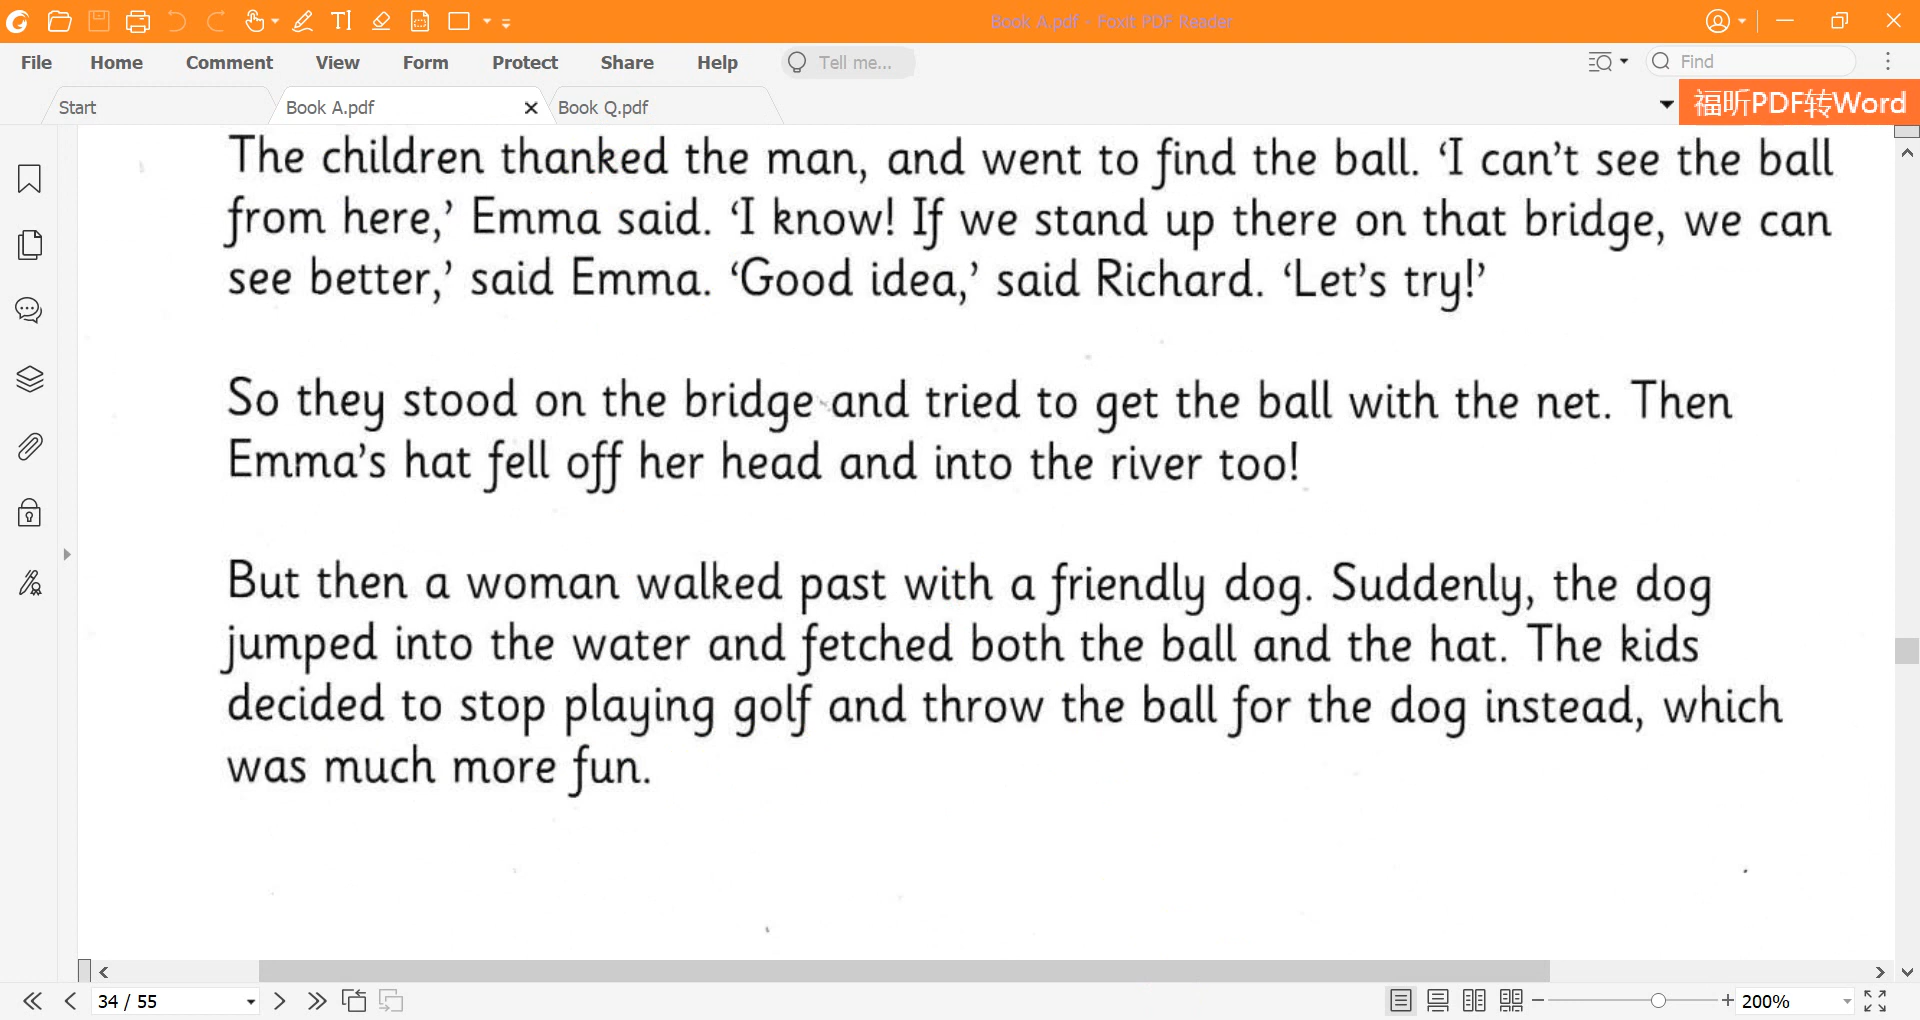 TI
Book A.pdf - Foxit PDF Reader
File Home Comment View Form Protect Share Help Tell me... Find
Start Book A.pdf Book Q.pdf 福昕PDF转Word
The children thanked the man, and went to find the ball. ‘I can’t see the ball
from here,’ Emma said. ‘I know! If we stand up there on that bridge, we can
see better,’ said Emma. ‘Good idea,’ said Richard. ‘Let’s try!’
So they stood on the bridge and tried to get the ball with the net. Then
Emma’s hat fell off her head and into the river too!
But then a woman walked past with a friendly dog. Suddenly, the dog
jumped into the water and fetched both the ball and the hat. The kids
decided to stop playing golf and throw the ball for the dog instead, which
was much more fun.
34 / 55 200%